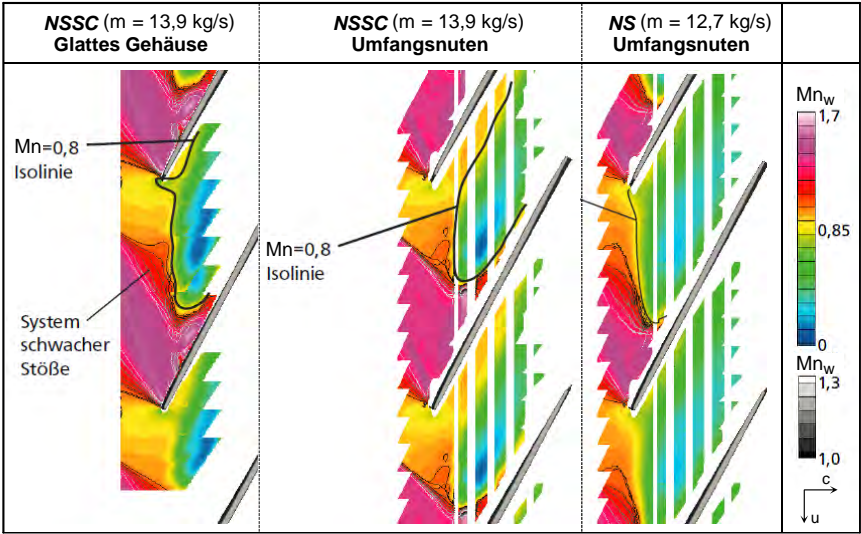 NSSC (m = 13,9 kg/s)
Glattes Gehäuse
NSSC (m = 13,9 kg/s)
Umfangsnuten
NS (m = 12,7 kg/s)
Umfangsnuten
Mn=0,8
Isolinie
System
schwacher
Stöße
Mn=0,8
Isolinie
Mnw
1,7
0,85
0
Mnw
1,3
1,0
c
u